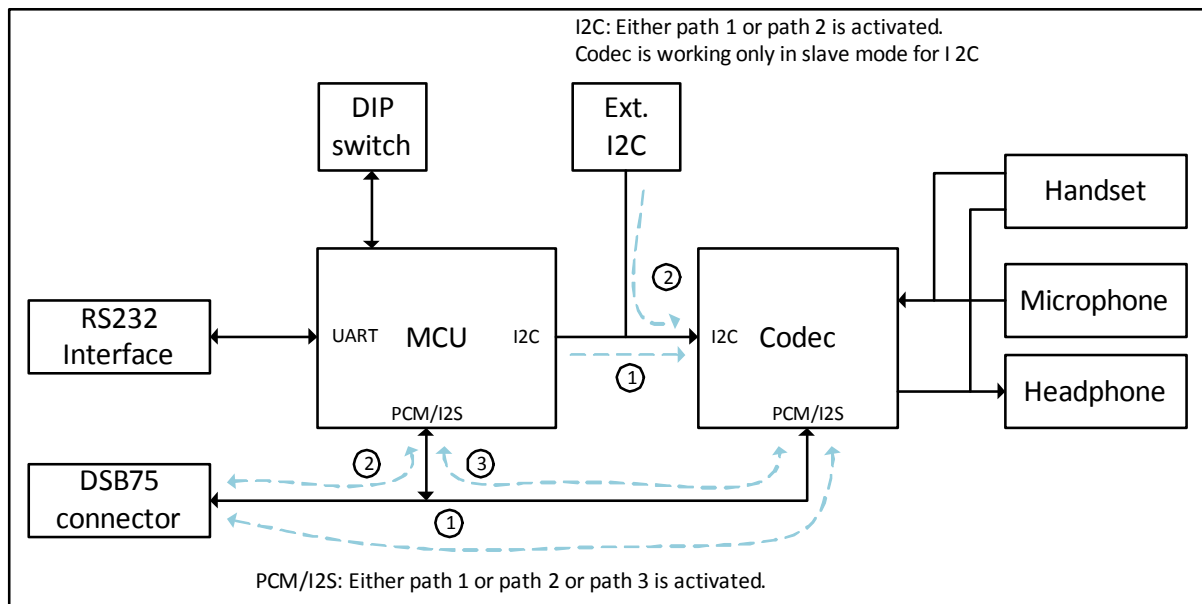 I2C: Either path 1 or path 2 is activated.
Codec is working only in slave mode for I 2C
DIP
switch
Ext.
I2C
Handset
2
Microphone
RS232
Interface
UART
MCU
I2C
I2C
Codec
1
Headphone
PCM/I2S
PCM/I2S
2
3
DSB75
connector
1
PCM/I2S: Either path 1 or path 2 or path 3 is activated.